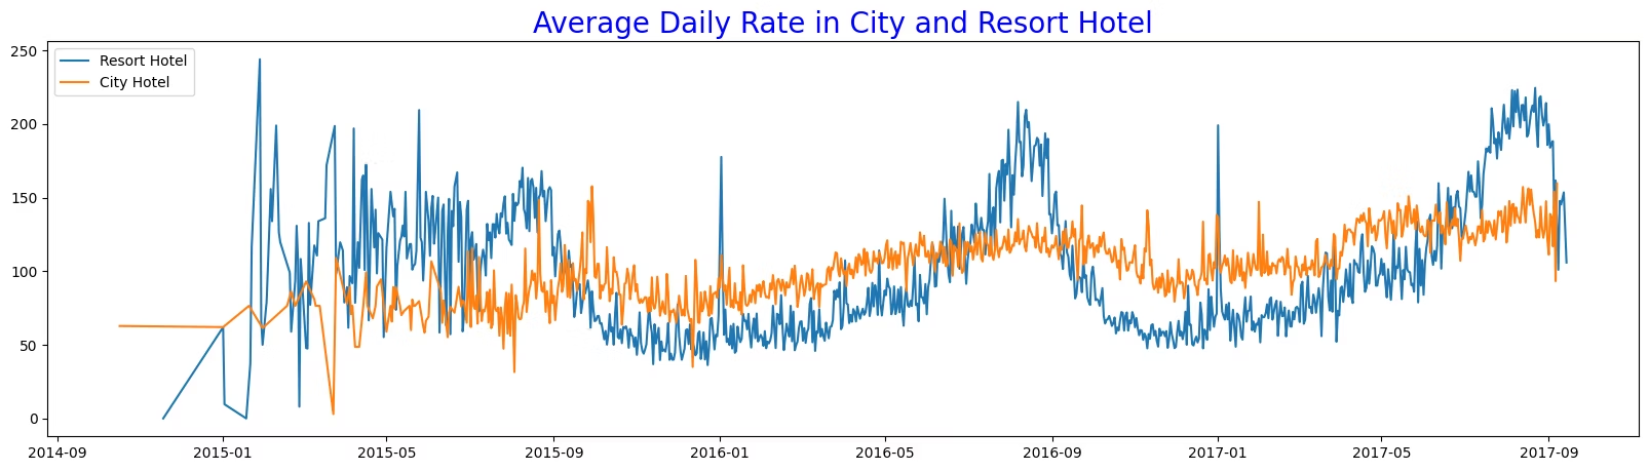 Average Daily Rate in City and Resort Hotel
Resort Hotel
City Hotel
250
200
150
100
50
0
2014-09 2015-01 2015-05 2015-09 2016-01 2016-05 2016-09 2017-01 2017-05 2017-09